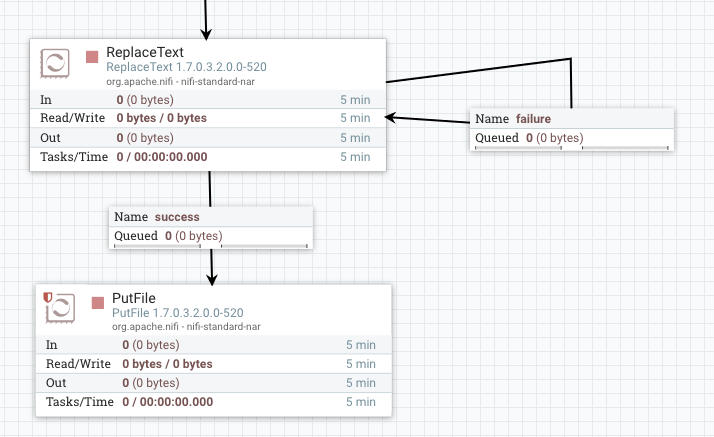 ReplaceText
ReplaceText 1.7.0.3.2.0.0-520
org.apache.nifi - nifi-standard-nar
In 0 (0 bytes) 5 min
Read/Write 0 bytes / 0 bytes 5 min
Out 0 (0 bytes) 5 min
Tasks/Time 0 / 00:00:00.000 5 min
Name failure
Queued 0 (0 bytes)
Name success
Queued 0 (0 bytes)
PutFile
PutFile 1.7.0.3.2.0.0-520
org.apache.nifi - nifi-standard-nar
In 0 (0 bytes) 5 min
Read/Write 0 bytes / 0 bytes 5 min
Out 0 (0 bytes) 5 min
Tasks/Time 0 / 00:00:00.000 5 min